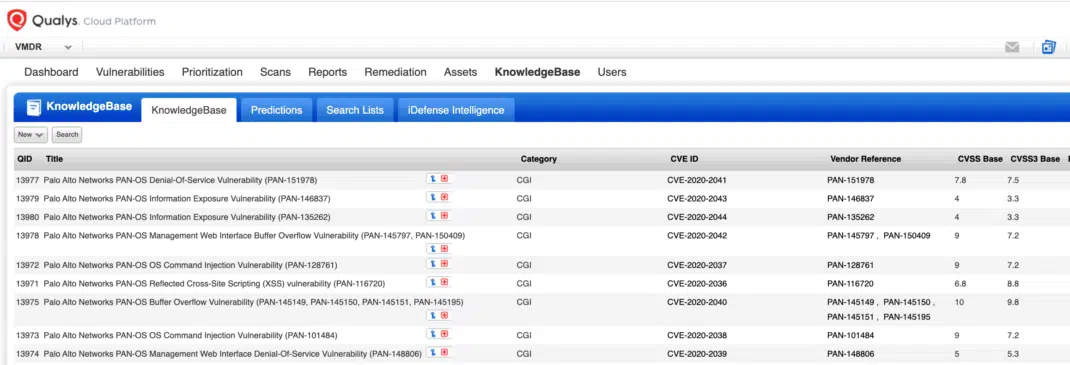 Qualys. Cloud Platform
VMDR
Dashboard Vulnerabilities Prioritization Scans Reports Remediation Assets KnowledgeBase Users
KnowledgeBase KnowledgeBase Predictions Search Lists iDefense Intelligence
New Search
QID Title Category CVE ID Vendor Reference CVSS Base CVSS3 Base
13977 Palo Alto Networks PAN-OS Denial-Of-Service Vulnerability (PAN-151978) CGI CVE-2020-2041 PAN-151978 7.8 7.5
13979 Palo Alto Networks PAN-OS Information Exposure Vulnerability (PAN-146837) CGI CVE-2020-2043 PAN-146837 4 3.3
13980 Palo Alto Networks PAN-OS Information Exposure Vulnerability (PAN-135262) CGI CVE-2020-2044 PAN-135262 4 3.3
13978 Palo Alto Networks PAN-OS Management Web Interface Buffer Overflow Vulnerability (PAN-145797, PAN-150409) CGI CVE-2020-2042 PAN-145797 , PAN-150409 9 7.2
13972 Palo Alto Networks PAN-OS OS Command Injection Vulnerability (PAN-128761) CGI CVE-2020-2037 PAN-128761 9 7.2
13971 Palo Alto Networks PAN-OS Reflected Cross-Site Scripting (XSS) vulnerability (PAN-116720) CGI CVE-2020-2036 PAN-116720 6.8 8.8
13975 Palo Alto Networks PAN-OS Buffer Overflow Vulnerability (PAN-145149, PAN-145150, PAN-145151, PAN-145195) CGI CVE-2020-2040 PAN-145149 , PAN-145150 , 10 9.8
PAN-145151 , PAN-145195
13973 Palo Alto Networks PAN-OS OS Command Injection Vulnerability (PAN-101484) CGI CVE-2020-2038 PAN-101484 9 7.2
13974 Palo Alto Networks PAN-OS Management Web Interface Denial-Of-Service Vulnerability (PAN-148806) CGI CVE-2020-2039 PAN-148806 5 5.3